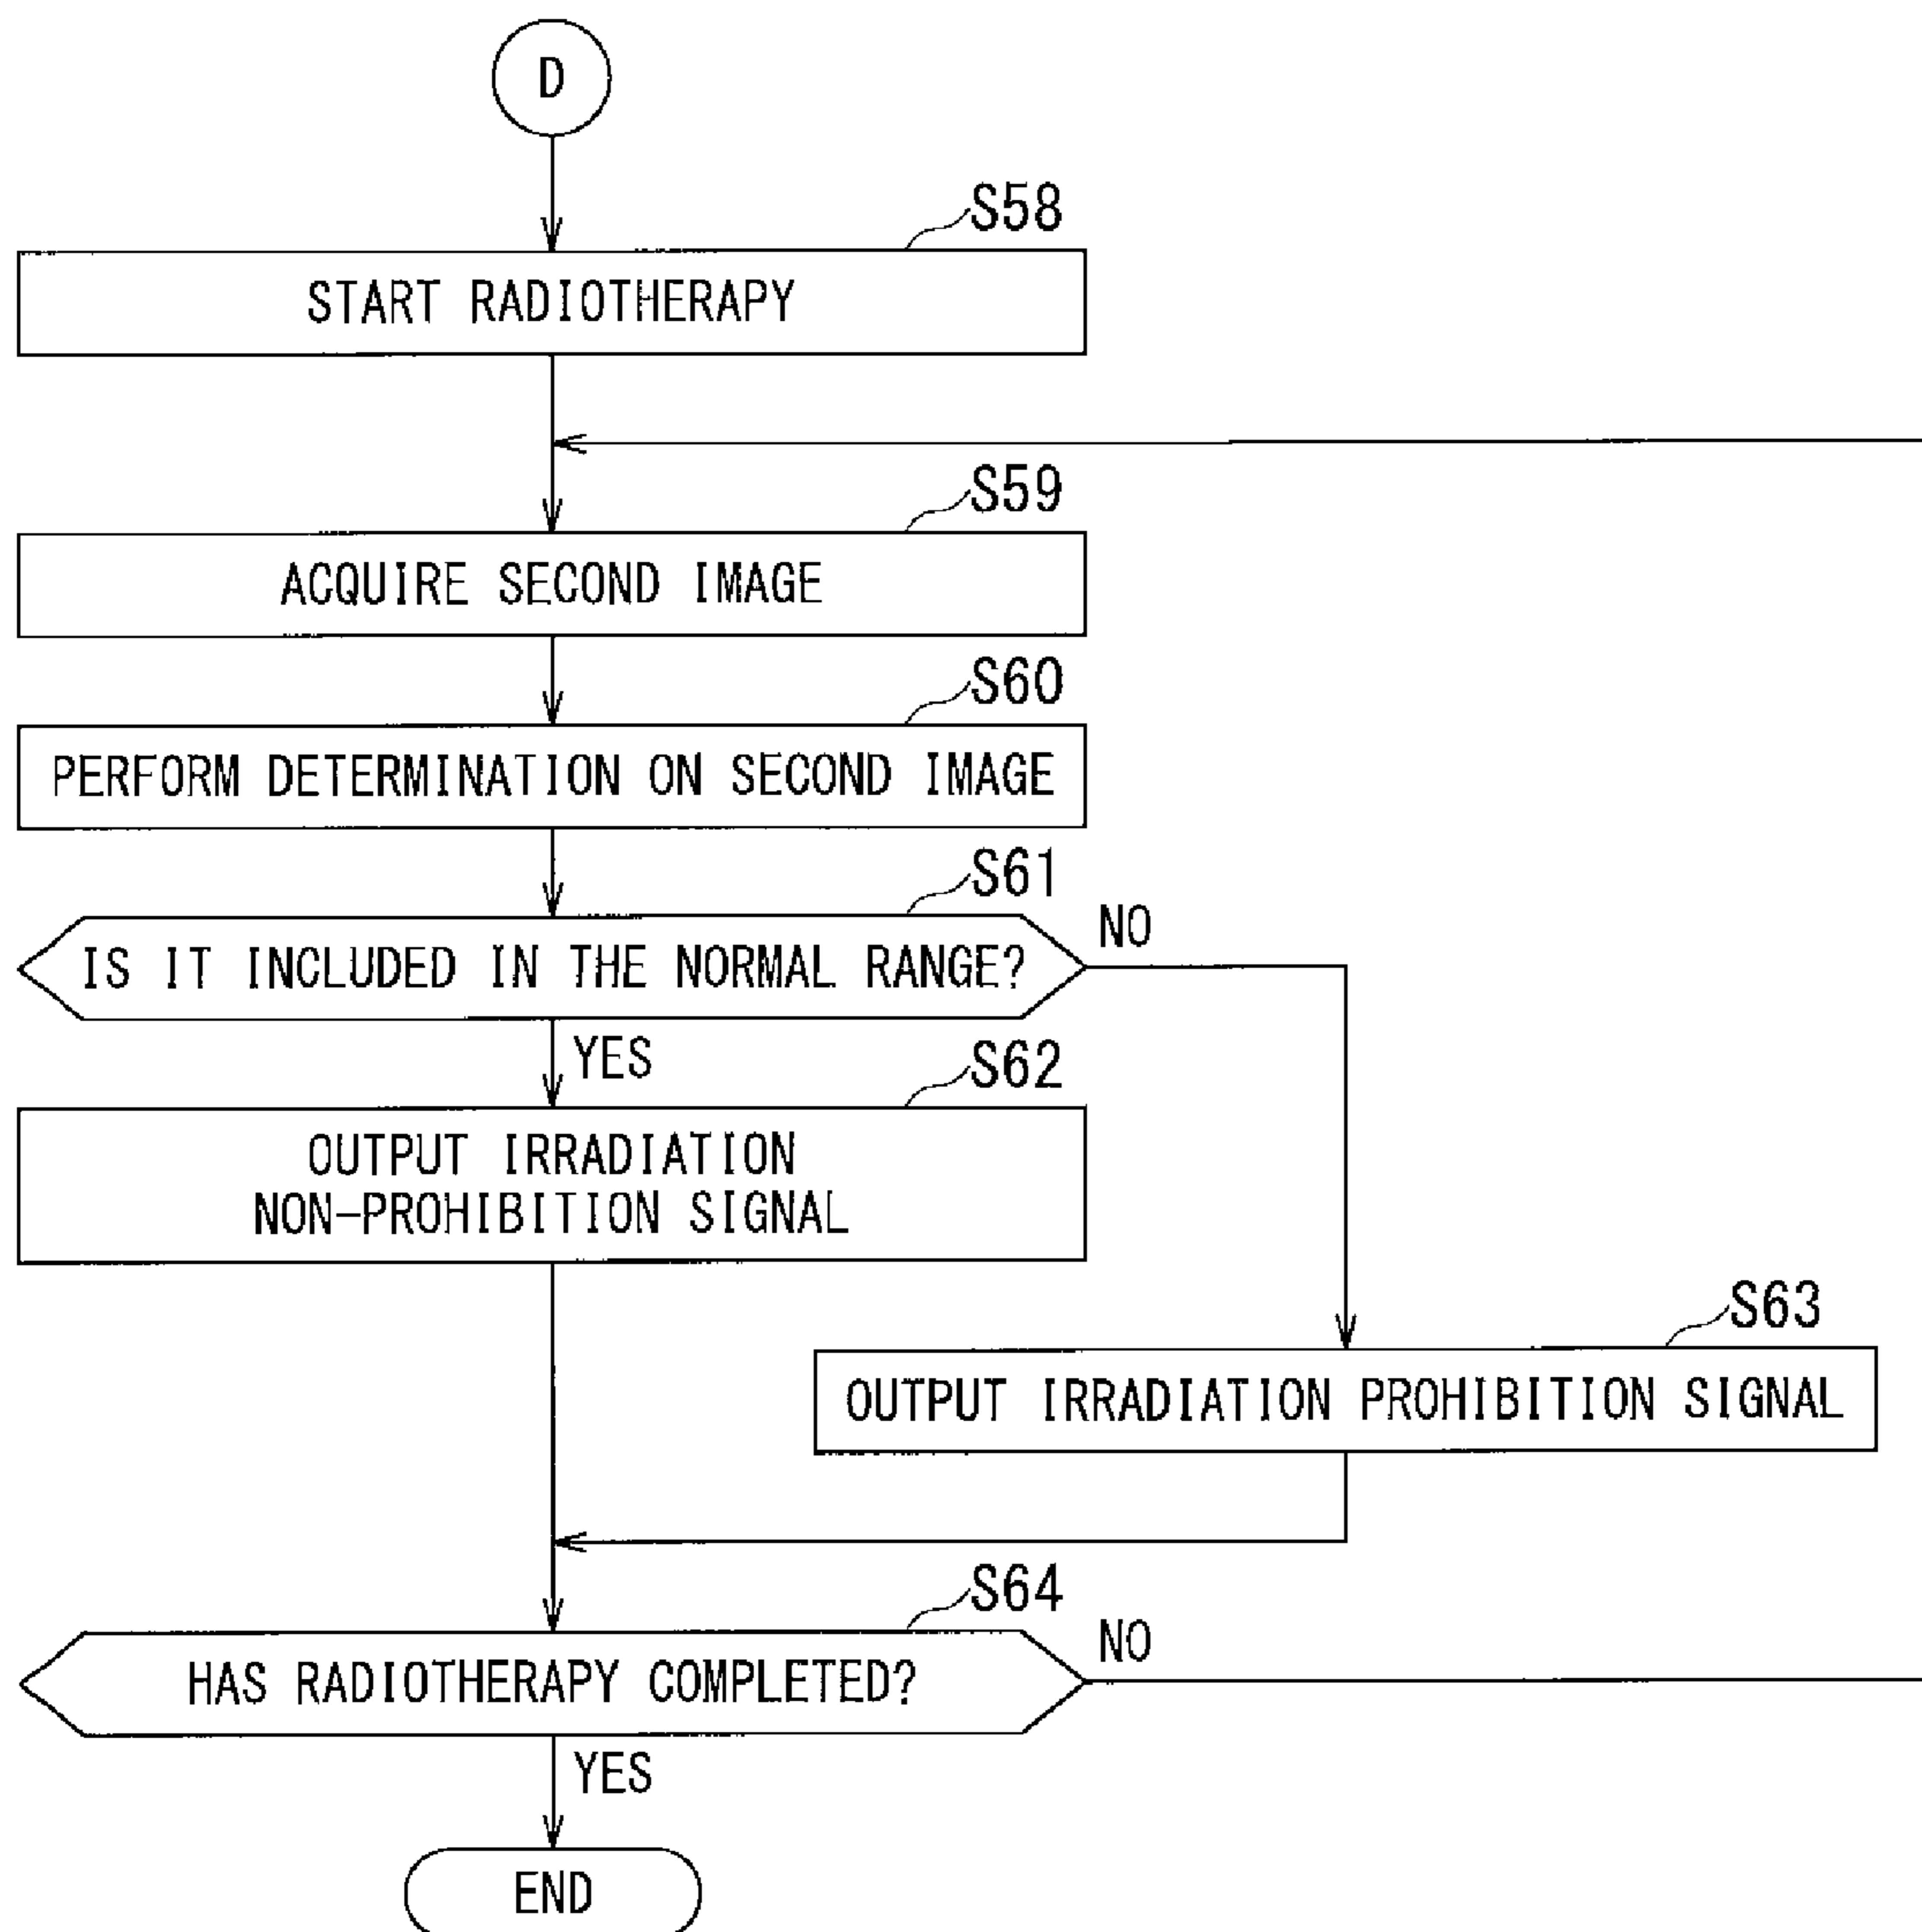 D
S58
START RADIOTHERAPY
S59
ACQUIRE SECOND IMAGE
S60
PERFORM DETERMINATION ON SECOND IMAGE
S61
IS IT INCLUDED IN THE NORMAL RANGE?
NO
YES
S62
OUTPUT IRRADIATION
NON-PROHIBITION SIGNAL
S63
OUTPUT IRRADIATION PROHIBITION SIGNAL
S64
HAS RADIOTHERAPY COMPLETED?
NO
YES
END